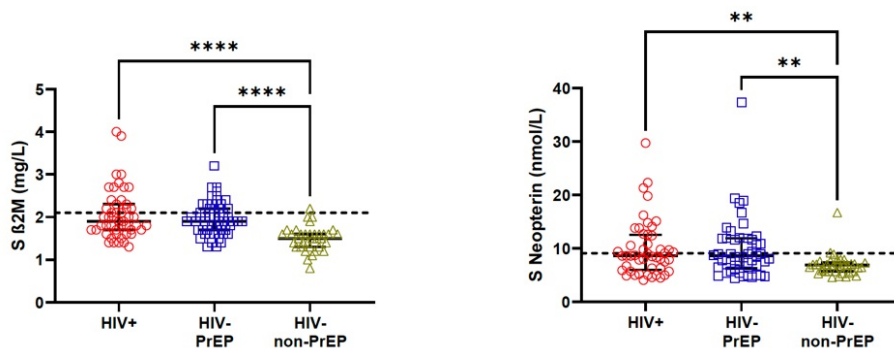 ****
****
S ß2M (mg/L)
5
4
3
2
1
0
HIV+
HIV-
PrEP
HIV-
non-PrEP
**
**
S Neopterin (nmol/L)
40
30
20
10
0
HIV+
HIV-
PrEP
HIV-
non-PrEP